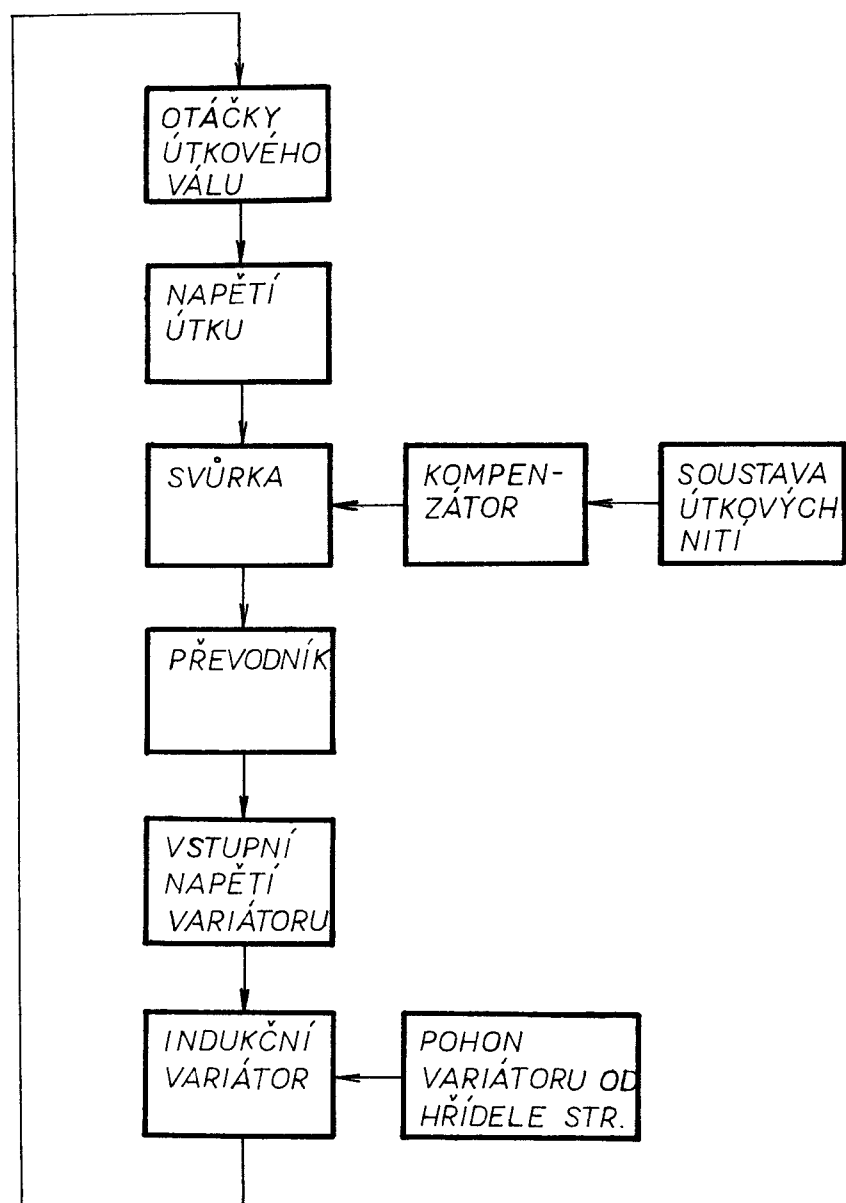 OTÁČKY
ÚTKOVÉHO
VÁLU
NAPĚTÍ
ÚTKU
SVŮRKA
KOMPEN-
ZÁTOR
SOUSTAVA
ÚTKOVÝCH
NITÍ
PŘEVODNÍK
VSTUPNÍ
NAPĚTÍ
VARIÁTORU
INDUKČNÍ
VARIÁTOR
POHON
VARIÁTORU OD
HŘÍDELE STR.